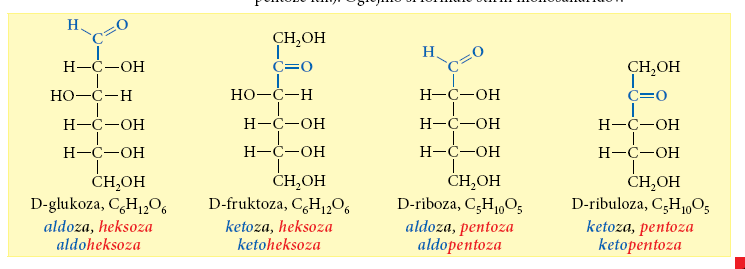 pentoze itn.). Oglejmo si formule štirih monosaharidov.
H O
C
H–C–OH
HO–C–H
H–C–OH
H–C–OH
CH₂OH
D-glukoza, C₆H₁₂O₆
aldoza, heksoza
aldoheksoza
CH₂OH
C=O
HO–C–H
H–C–OH
H–C–OH
CH₂OH
D-fruktoza, C₆H₁₂O₆
ketoza, heksoza
ketoheksoza
H O
C
H–C–OH
H–C–OH
H–C–OH
CH₂OH
D-riboza, C₅H₁₀O₅
aldoza, pentoza
aldopentoza
CH₂OH
C=O
H–C–OH
H–C–OH
CH₂OH
D-ribuloza, C₅H₁₀O₅
ketoza, pentoza
ketopentoza